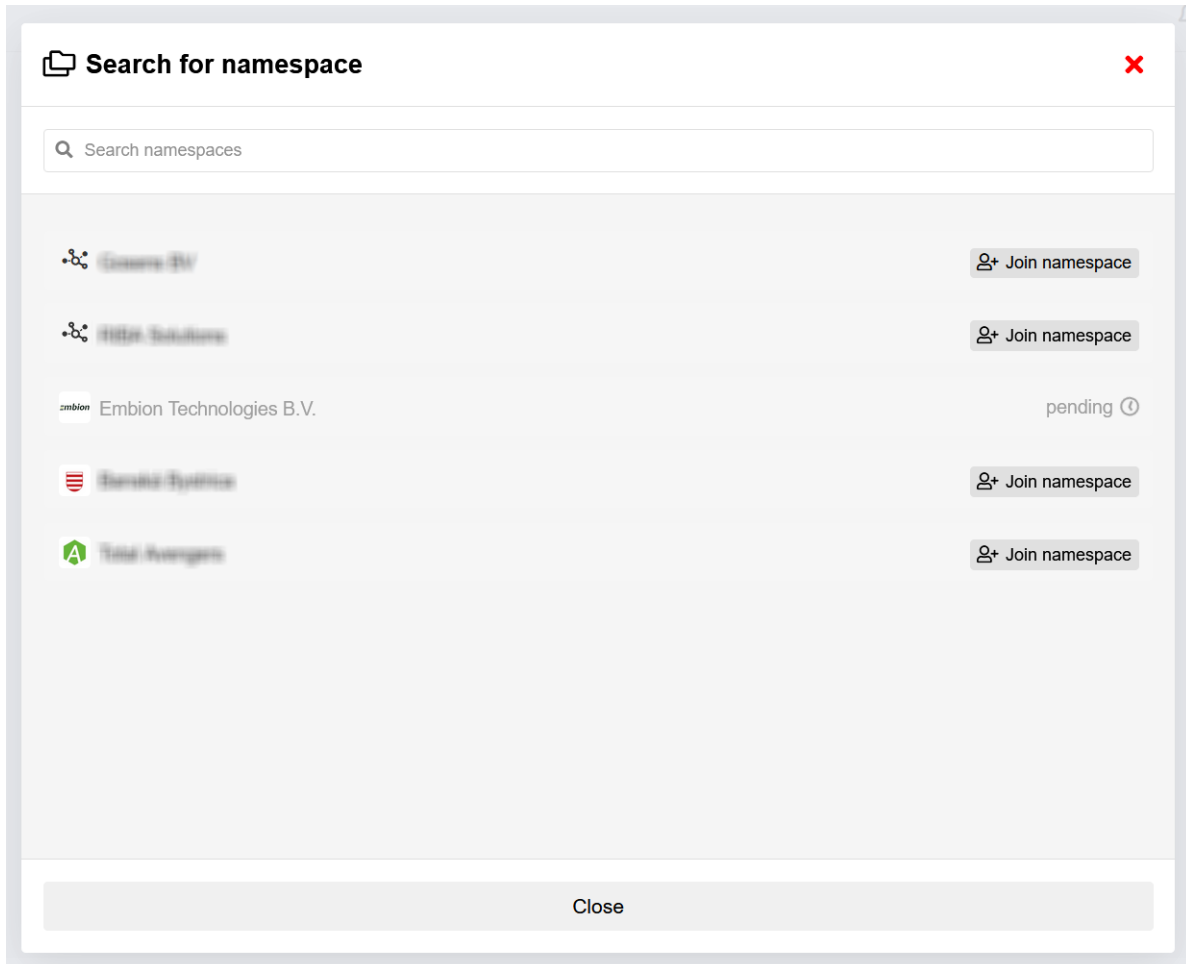 Search for namespace
Search namespaces
Join namespace
Join namespace
embion Embion Technologies B.V. pending
Join namespace
A
Join namespace
Close